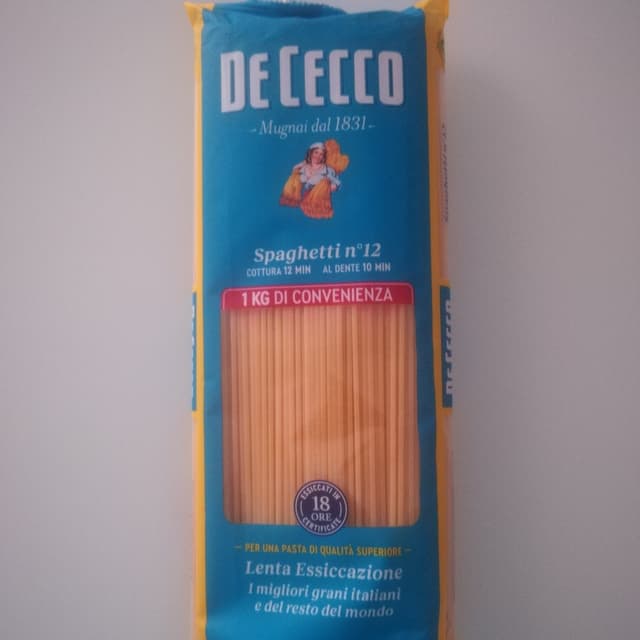 DE CECCO
Mugnai dal 1831
Spaghetti n°12
COTTURA 12 MIN AL DENTE 10 MIN
1 KG DI CONVENIENZA
ESSICCATI IN
18
ORE
CERTIFICATE
PER UNA PASTA DI QUALITÀ SUPERIORE
Lenta Essiccazione
I migliori grani italiani
e del resto del mondo
DE CECCO